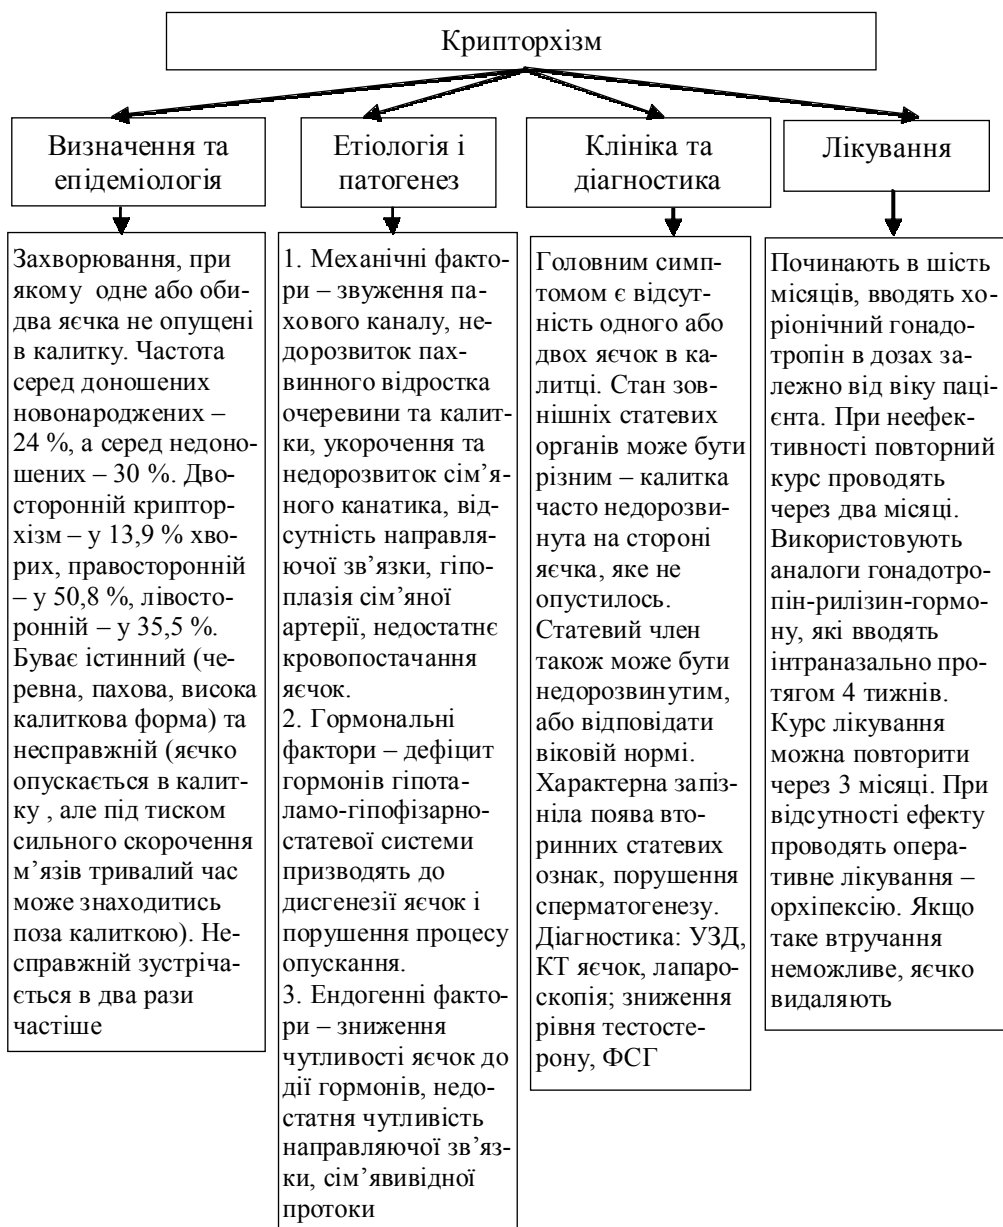 Крипторхізм
Визначення та
епідеміологія
Етіологія і
патогенез
Клініка та
діагностика
Лікування
Захворювання, при
якому одне або оби-
два яєчка не опущені
в калитку. Частота
серед доношених
новонароджених –
24 %, а серед недоно-
шених – 30 %. Дво-
сторонній криптор-
хізм – у 13,9 % хво-
рих, правосторонній
– у 50,8 %, лівосто-
ронній – у 35,5 %.
Буває істинний (че-
ревна, пахова, висока
калиткова форма) та
несправжній (яєчко
опускається в калит-
ку , але під тиском
сильного скорочення
м’язів тривалий час
може знаходитись
поза калиткою). Не-
справжній зустріча-
ється в два рази
частіше
1. Механічні факто-
ри – звуження па-
хового каналу, не-
дорозвиток пах-
винного відростка
очеревини та калит-
ки, укорочення та
недорозвиток сім’я-
ного канатика, від-
сутність направля-
ючої зв’язки, гіпо-
плазія сім’яної
артерії, недостатнє
кровопостачання
яєчок.
2. Гормональні
фактори – дефіцит
гормонів гіпота-
ламо-гіпофізарно-
статевої системи
призводять до
дисгенезії яєчок і
порушення процесу
опускання.
3. Ендогенні факто-
ри – зниження
чутливості яєчок до
дії гормонів, недо-
статня чутливість
направляючої зв’яз-
ки, сім’явивідної
протоки
Головним симп-
томом є відсут-
ність одного або
двох яєчок в ка-
литці. Стан зов-
нішніх статевих
органів може бути
різним – калитка
часто недорозви-
нута на стороні
яєчка, яке не
опустилось.
Статевий член
також може бути
недорозвинутим,
або відповідати
віковій нормі.
Характерна запіз-
ніла поява вто-
ринних статевих
ознак, порушення
сперматогенезу.
Діагностика: УЗД,
КТ яєчок, лапаро-
скопія; зниження
рівня тестосте-
рону, ФСГ
Починають в шість
місяців, вводять хо-
ріонічний гонадо-
тропін в дозах за-
лежно від віку паці-
єнта. При неефек-
тивності повторний
курс проводять
через два місяці.
Використовують
аналоги гонадотро-
пін-рилізин-гормо-
ну, які вводять
інтраназально про-
тягом 4 тижнів.
Курс лікування
можна повторити
через 3 місяці. При
відсутності ефекту
проводять опера-
тивне лікування –
орхіпексію. Якщо
таке втручання
неможливе, яєчко
видаляють